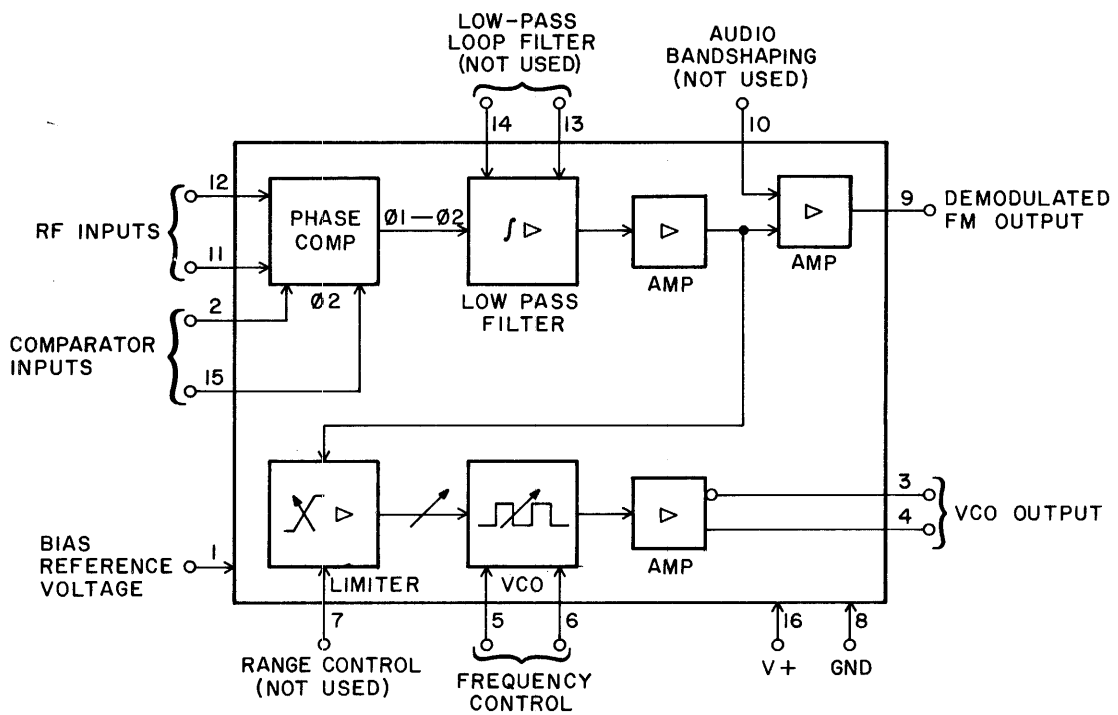 LOW-PASS
LOOP FILTER
(NOT USED)
AUDIO
BANDSHAPING
(NOT USED)
14
13
10
12
RF INPUTS
11
PHASE
COMP
Ø1—Ø2
Ø2
∫
LOW PASS
FILTER
AMP
AMP
9
DEMODULATED
FM OUTPUT
2
COMPARATOR
INPUTS
15
BIAS
REFERENCE
VOLTAGE
1
LIMITER
VCO
AMP
3
4
VCO OUTPUT
7
RANGE CONTROL
(NOT USED)
5
6
FREQUENCY
CONTROL
16
V+
8
GND